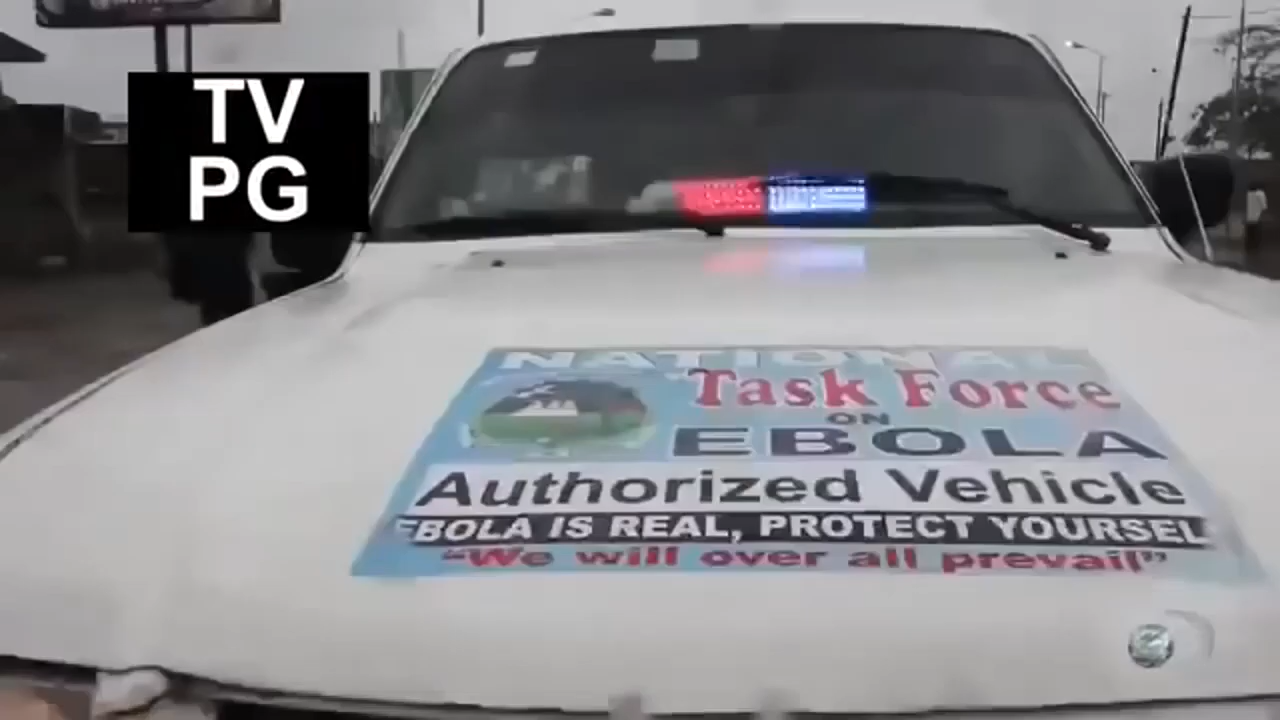 TV
PG
NATIONAL
Task Force
ON
EBOLA
Authorized Vehicle
EBOLA IS REAL, PROTECT YOURSEL
"We will over all prevail"